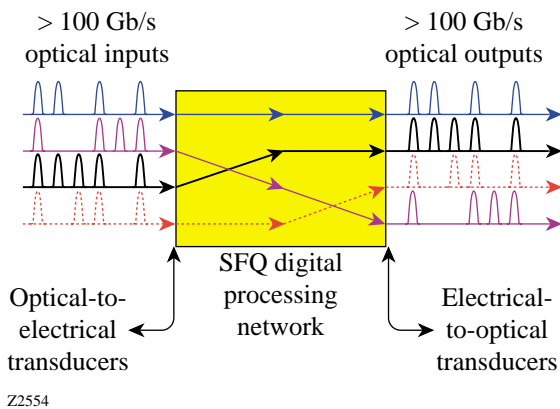 > 100 Gb/s
optical inputs
> 100 Gb/s
optical outputs
SFQ digital
processing
network
Optical-to-
electrical
transducers
Electrical-
to-optical
transducers
Z2554